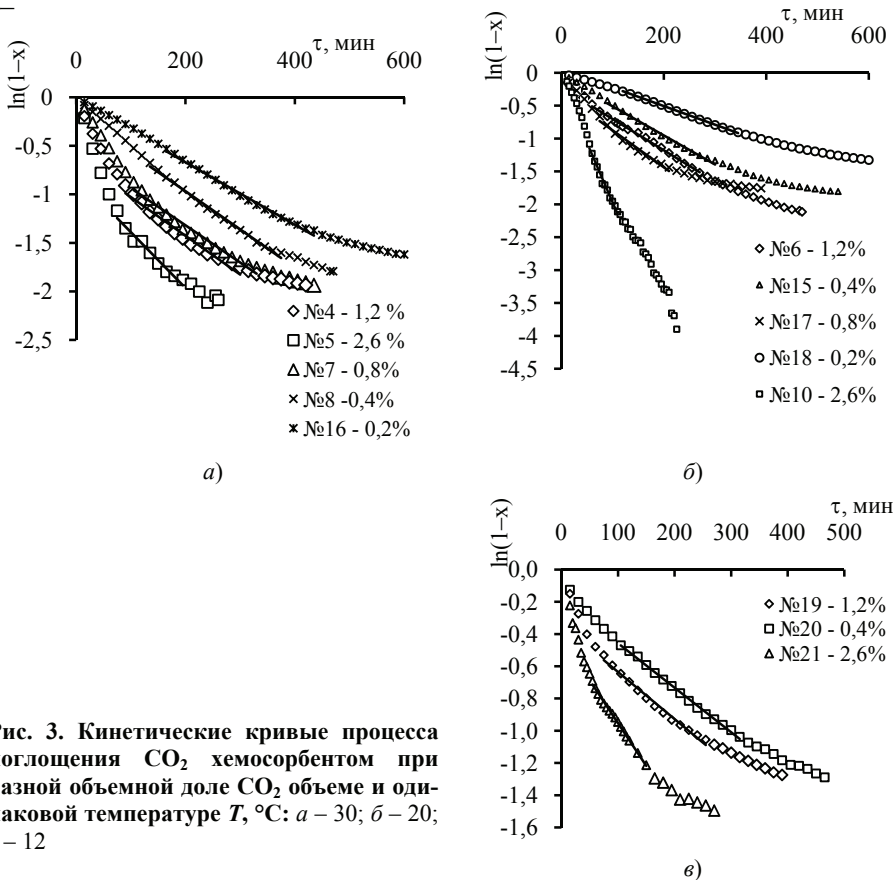 τ, мин
0 200 400 600
ln(1–x)
0
-0,5
-1
-1,5
-2
-2,5
№4 - 1,2 %
№5 - 2,6 %
№7 - 0,8%
№8 -0,4%
№16 - 0,2%
а)
τ, мин
0 200 400 600
ln(1–x)
0
-0,5
-1
-1,5
-2
-2,5
-3
-3,5
-4
-4,5
№6 - 1,2%
№15 - 0,4%
№17 - 0,8%
№18 - 0,2%
№10 - 2,6%
б)
τ, мин
0 100 200 300 400 500
ln(1–x)
0,0
-0,2
-0,4
-0,6
-0,8
-1,0
-1,2
-1,4
-1,6
№19 - 1,2%
№20 - 0,4%
№21 - 2,6%
в)
ис. 3. Кинетические кривые процесса
оглощения CO₂ хемосорбентом при
азной объемной доле CO₂ объеме и оди-
аковой температуре T, °C: а – 30; б – 20;
– 12